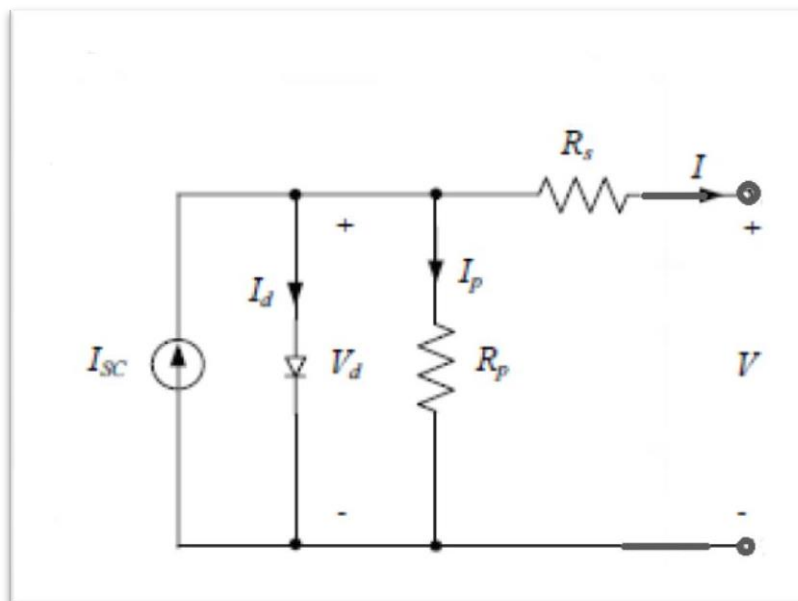 R_s
I
+
+
I_d
I_p
I_SC
V_d
R_p
V
-
-